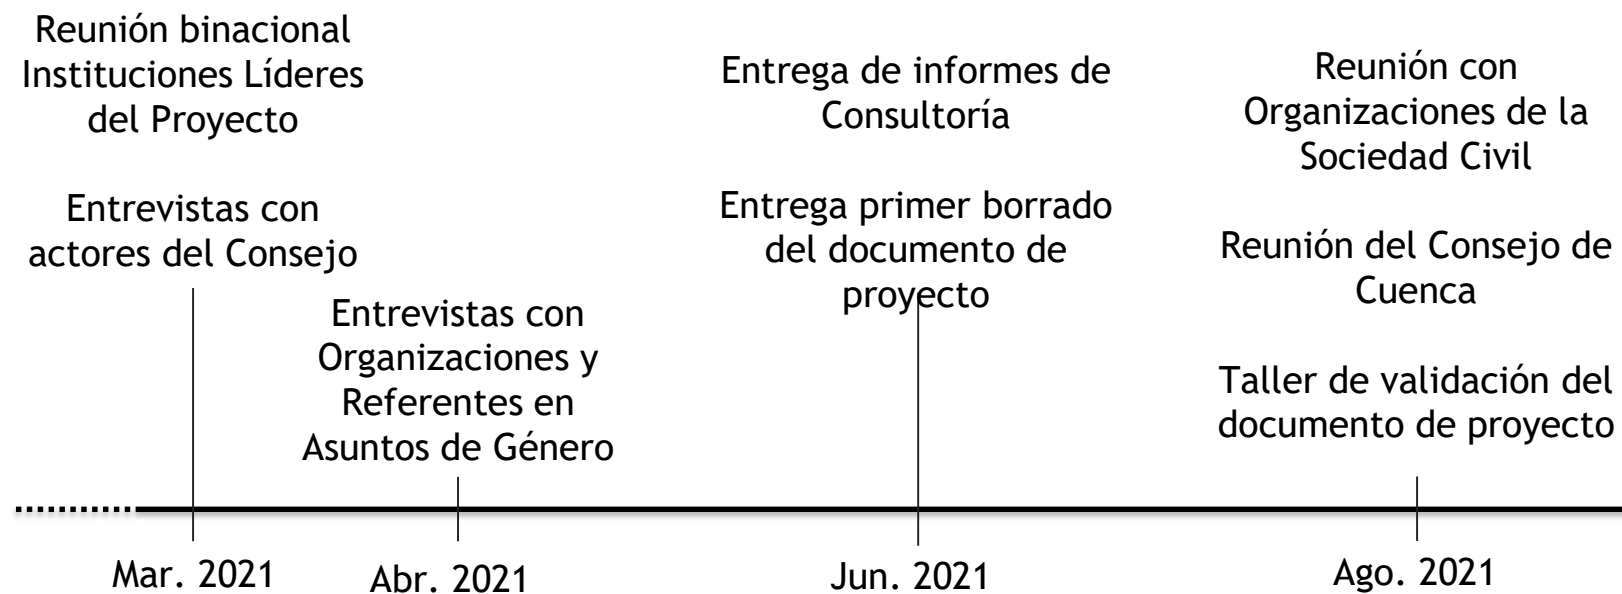 Reunión binacional
Instituciones Líderes
del Proyecto
Entrevistas con
actores del Consejo
Entrevistas con
Organizaciones y
Referentes en
Asuntos de Género
Entrega de informes de
Consultoría
Entrega primer borrado
del documento de
proyecto
Reunión con
Organizaciones de la
Sociedad Civil
Reunión del Consejo de
Cuenca
Taller de validación del
documento de proyecto
Mar. 2021
Abr. 2021
Jun. 2021
Ago. 2021